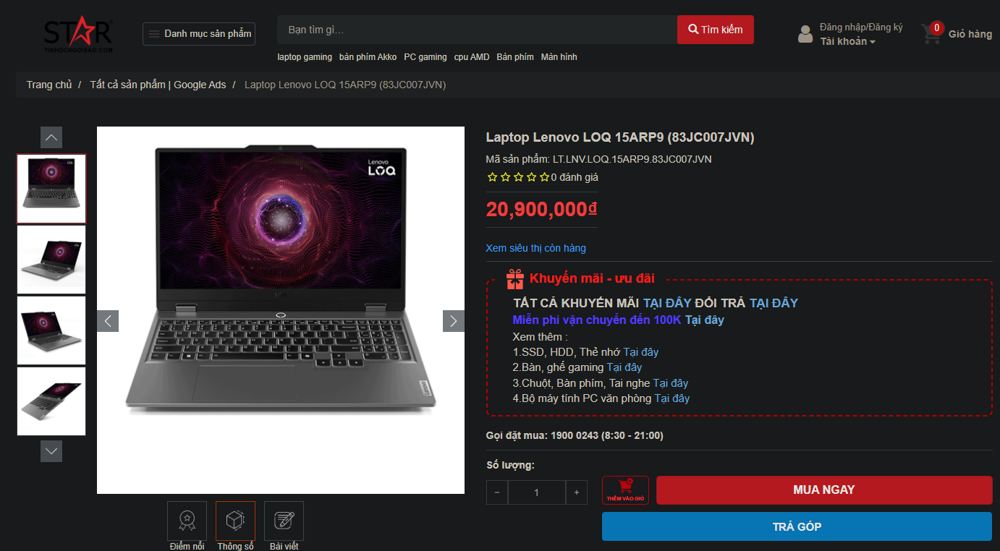 STAR
TINHOCNGOISAO.COM
Danh mục sản phẩm
Bạn tìm gì...
Tìm kiếm
laptop gaming bàn phím Akko PC gaming cpu AMD Bàn phím Màn hình
Đăng nhập/Đăng ký
Tài khoản
0
Giỏ hàng
Trang chủ / Tất cả sản phẩm | Google Ads / Laptop Lenovo LOQ 15ARP9 (83JC007JVN)
Lenovo
LOQ
Laptop Lenovo LOQ 15ARP9 (83JC007JVN)
Mã sản phẩm: LT.LNV.LOQ.15ARP9.83JC007JVN
0 đánh giá
20,900,000₫
Xem siêu thị còn hàng
Khuyến mãi - ưu đãi
TẤT CẢ KHUYẾN MÃI TẠI ĐÂY ĐỔI TRẢ TẠI ĐÂY
Miễn phí vận chuyển đến 100K Tại đây
Xem thêm :
1.SSD, HDD, Thẻ nhớ Tại đây
2.Bàn, ghế gaming Tại đây
3.Chuột, Bàn phím, Tai nghe Tại đây
4.Bộ máy tính PC văn phòng Tại đây
Gọi đặt mua: 1900 0243 (8:30 - 21:00)
Số lượng:
− 1 +
THÊM VÀO GIỎ
MUA NGAY
TRẢ GÓP
Điểm nổi
Thông số
Bài viết